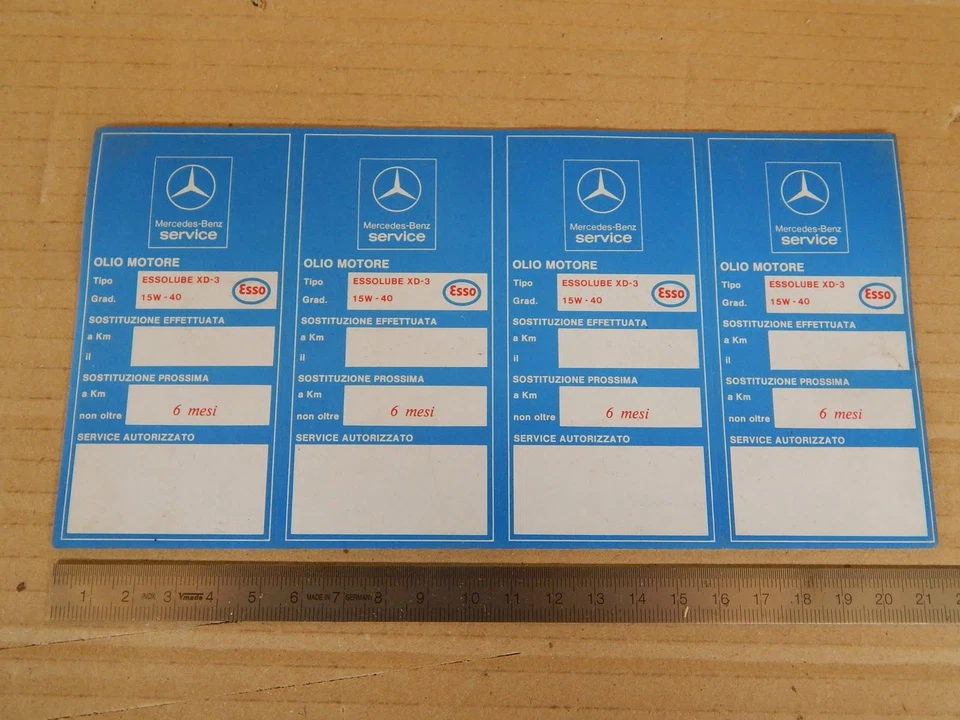 Mercedes-Benz
service
OLIO MOTORE
Tipo ESSOLUBE XD-3
Grad. 15W-40
Esso
SOSTITUZIONE EFFETTUATA
a Km
il
SOSTITUZIONE PROSSIMA
a Km
non oltre 6 mesi
SERVICE AUTORIZZATO
Mercedes-Benz
service
OLIO MOTORE
Tipo ESSOLUBE XD-3
Grad. 15W-40
Esso
SOSTITUZIONE EFFETTUATA
a Km
il
SOSTITUZIONE PROSSIMA
a Km
non oltre 6 mesi
SERVICE AUTORIZZATO
Mercedes-Benz
service
OLIO MOTORE
Tipo ESSOLUBE XD-3
Grad. 15W-40
Esso
SOSTITUZIONE EFFETTUATA
a Km
il
SOSTITUZIONE PROSSIMA
a Km
non oltre 6 mesi
SERVICE AUTORIZZATO
Mercedes-Benz
service
OLIO MOTORE
Tipo ESSOLUBE XD-3
Grad. 15W-40
Esso
SOSTITUZIONE EFFETTUATA
a Km
il
SOSTITUZIONE PROSSIMA
a Km
non oltre 6 mesi
SERVICE AUTORIZZATO
1 2 INOX 3 4 5 6 MADE IN 7 GERMANY 8 9 10 11 12 13 14 15 16 17 18 19 20 21